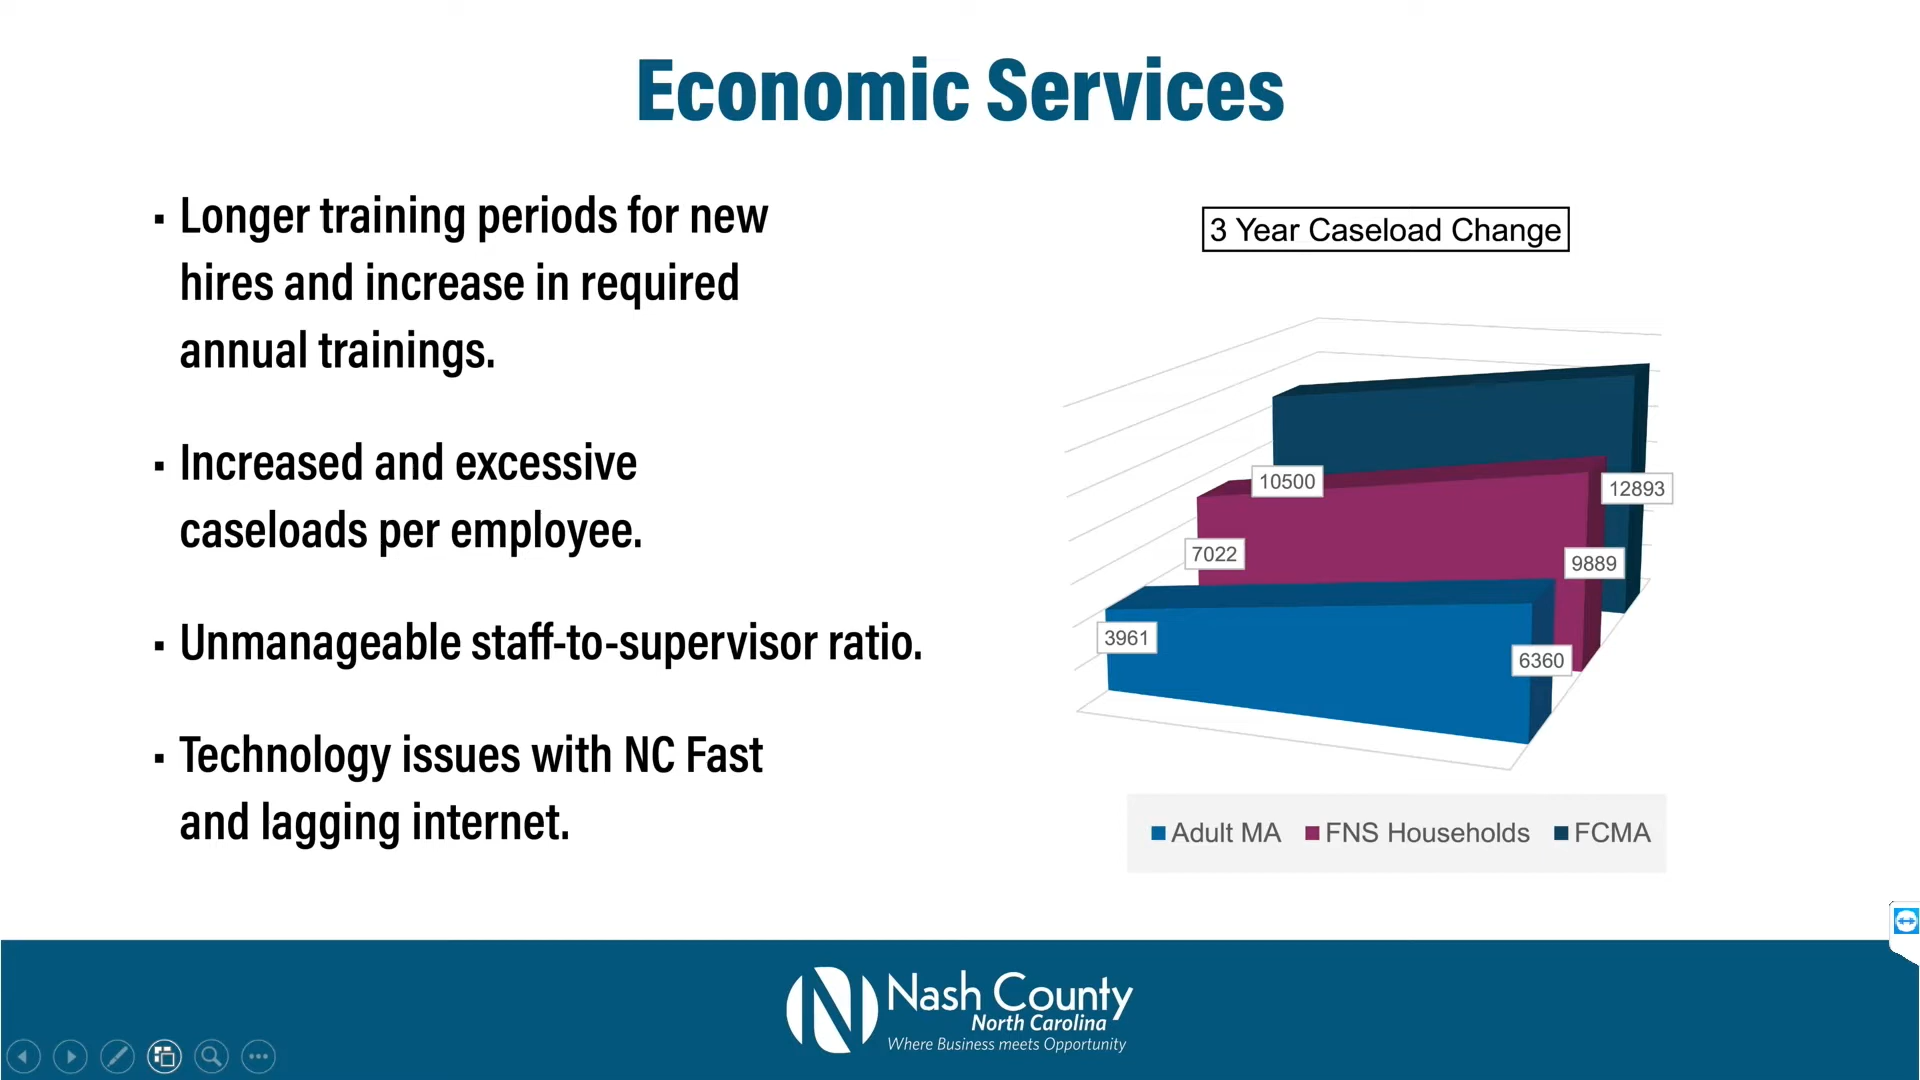 Economic Services
▪ Longer training periods for new
hires and increase in required
annual trainings.
▪ Increased and excessive
caseloads per employee.
▪ Unmanageable staff-to-supervisor ratio.
▪ Technology issues with NC Fast
and lagging internet.
3 Year Caseload Change
10500
12893
7022
9889
3961
6360
Adult MA FNS Households FCMA
Nash County
North Carolina
Where Business meets Opportunity